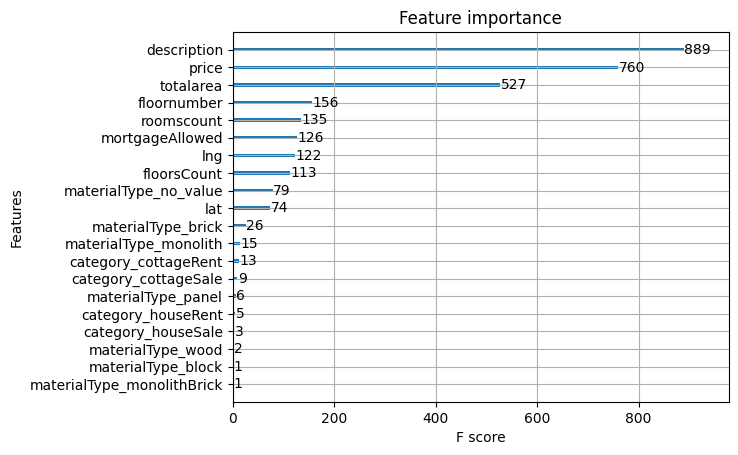 Feature importance
Features
description 889
price 760
totalarea 527
floornumber 156
roomscount 135
mortgageAllowed 126
lng 122
floorsCount 113
materialType_no_value 79
lat 74
materialType_brick 26
materialType_monolith 15
category_cottageRent 13
category_cottageSale 9
materialType_panel 6
category_houseRent 5
category_houseSale 3
materialType_wood 2
materialType_block 1
materialType_monolithBrick 1
0 200 400 600 800
F score